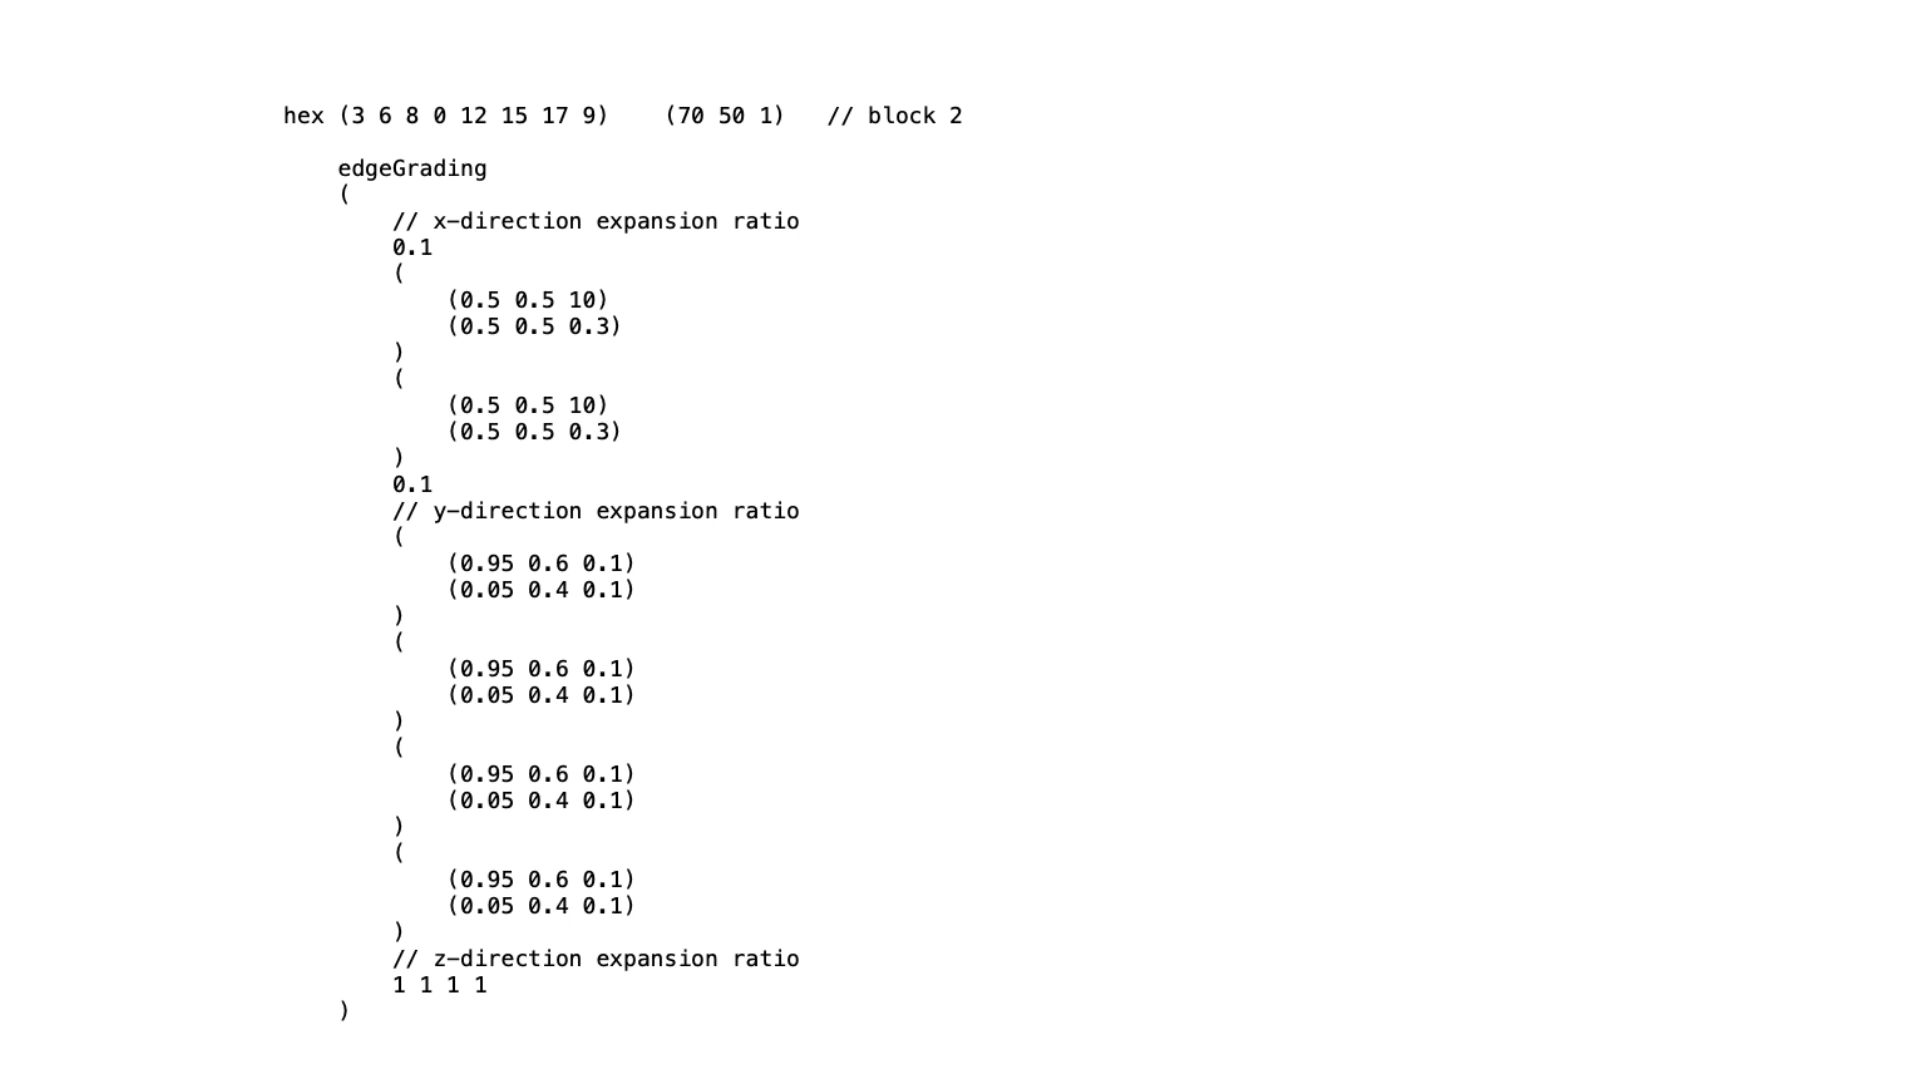 hex (3 6 8 0 12 15 17 9)    (70 50 1)   // block 2
edgeGrading
(
// x-direction expansion ratio
0.1
(
(0.5 0.5 10)
(0.5 0.5 0.3)
)
(
(0.5 0.5 10)
(0.5 0.5 0.3)
)
0.1
// y-direction expansion ratio
(
(0.95 0.6 0.1)
(0.05 0.4 0.1)
)
(
(0.95 0.6 0.1)
(0.05 0.4 0.1)
)
(
(0.95 0.6 0.1)
(0.05 0.4 0.1)
)
(
(0.95 0.6 0.1)
(0.05 0.4 0.1)
)
// z-direction expansion ratio
1 1 1 1
)